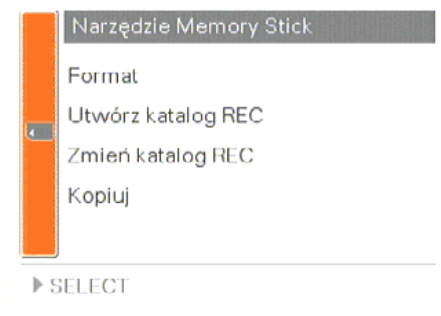 Narzędzie Memory Stick
Format
Utwórz katalog REC
Zmień katalog REC
Kopiuj
SELECT